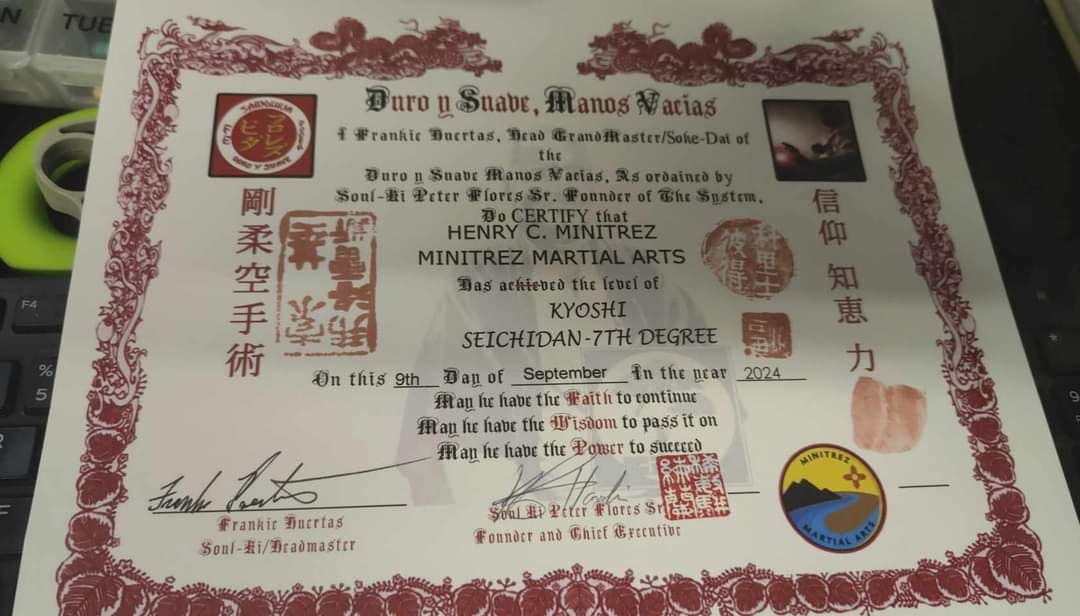 TUE
Duro y Suave, Manos Vacias
I Frankie Huertas, Head GrandMaster/Soke-Dai of
the
Duro y Suave Manos Vacias, As ordained by
Soul-Ki Peter Flores Sr. Founder of The System,
Do CERTIFY that
HENRY C. MINITREZ
MINITREZ MARTIAL ARTS
Has achieved the level of
KYOSHI
SEICHIDAN-7TH DEGREE
On this 9th Day of September In the year 2024
May he have the Faith to continue
May he have the Wisdom to pass it on
May he have the Power to succeed
剛柔空手術
信仰 知恵 力
Frankie Huertas
Soul-Ki/Headmaster
Soul Ki Peter Flores Sr
Founder and Chief Executive
MINITREZ
MARTIAL ARTS
F4
%
5